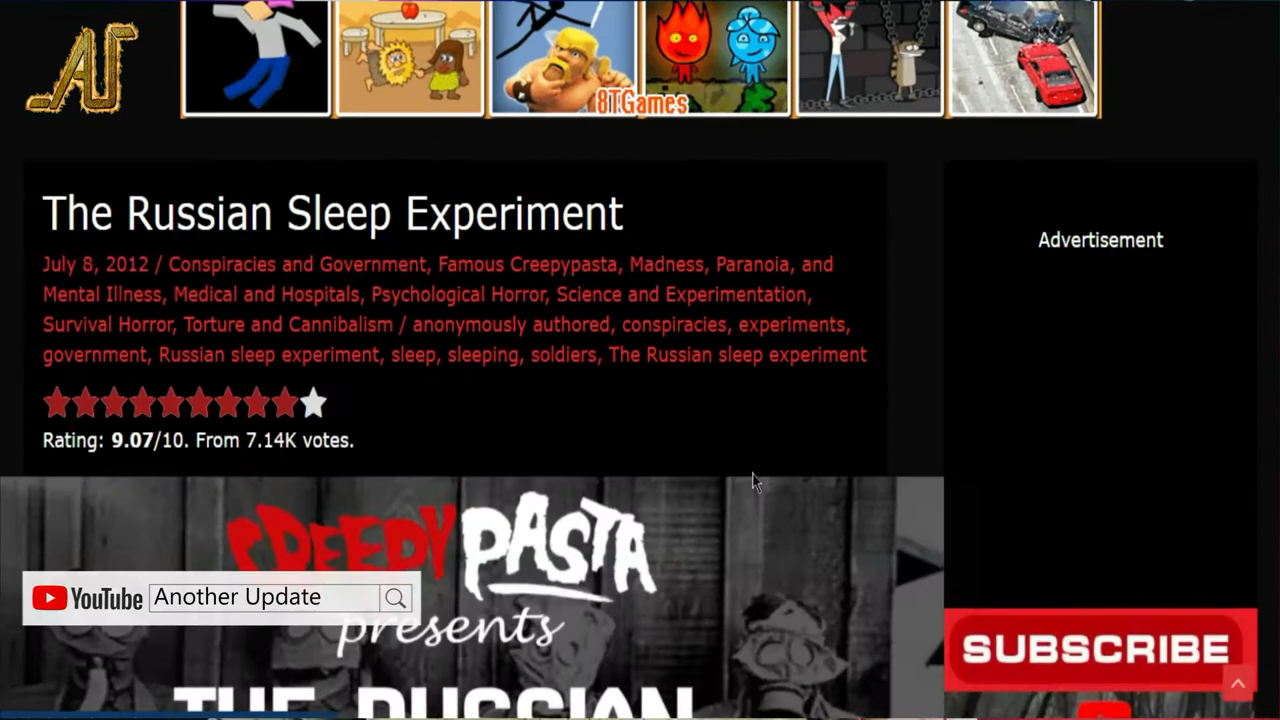 8TGames
The Russian Sleep Experiment
July 8, 2012 / Conspiracies and Government, Famous Creepypasta, Madness, Paranoia, and
Mental Illness, Medical and Hospitals, Psychological Horror, Science and Experimentation,
Survival Horror, Torture and Cannibalism / anonymously authored, conspiracies, experiments,
government, Russian sleep experiment, sleep, sleeping, soldiers, The Russian sleep experiment
Rating: 9.07/10. From 7.14K votes.
Advertisement
CREEPYPASTA
presents
THE RUSSIAN
YouTube Another Update
SUBSCRIBE